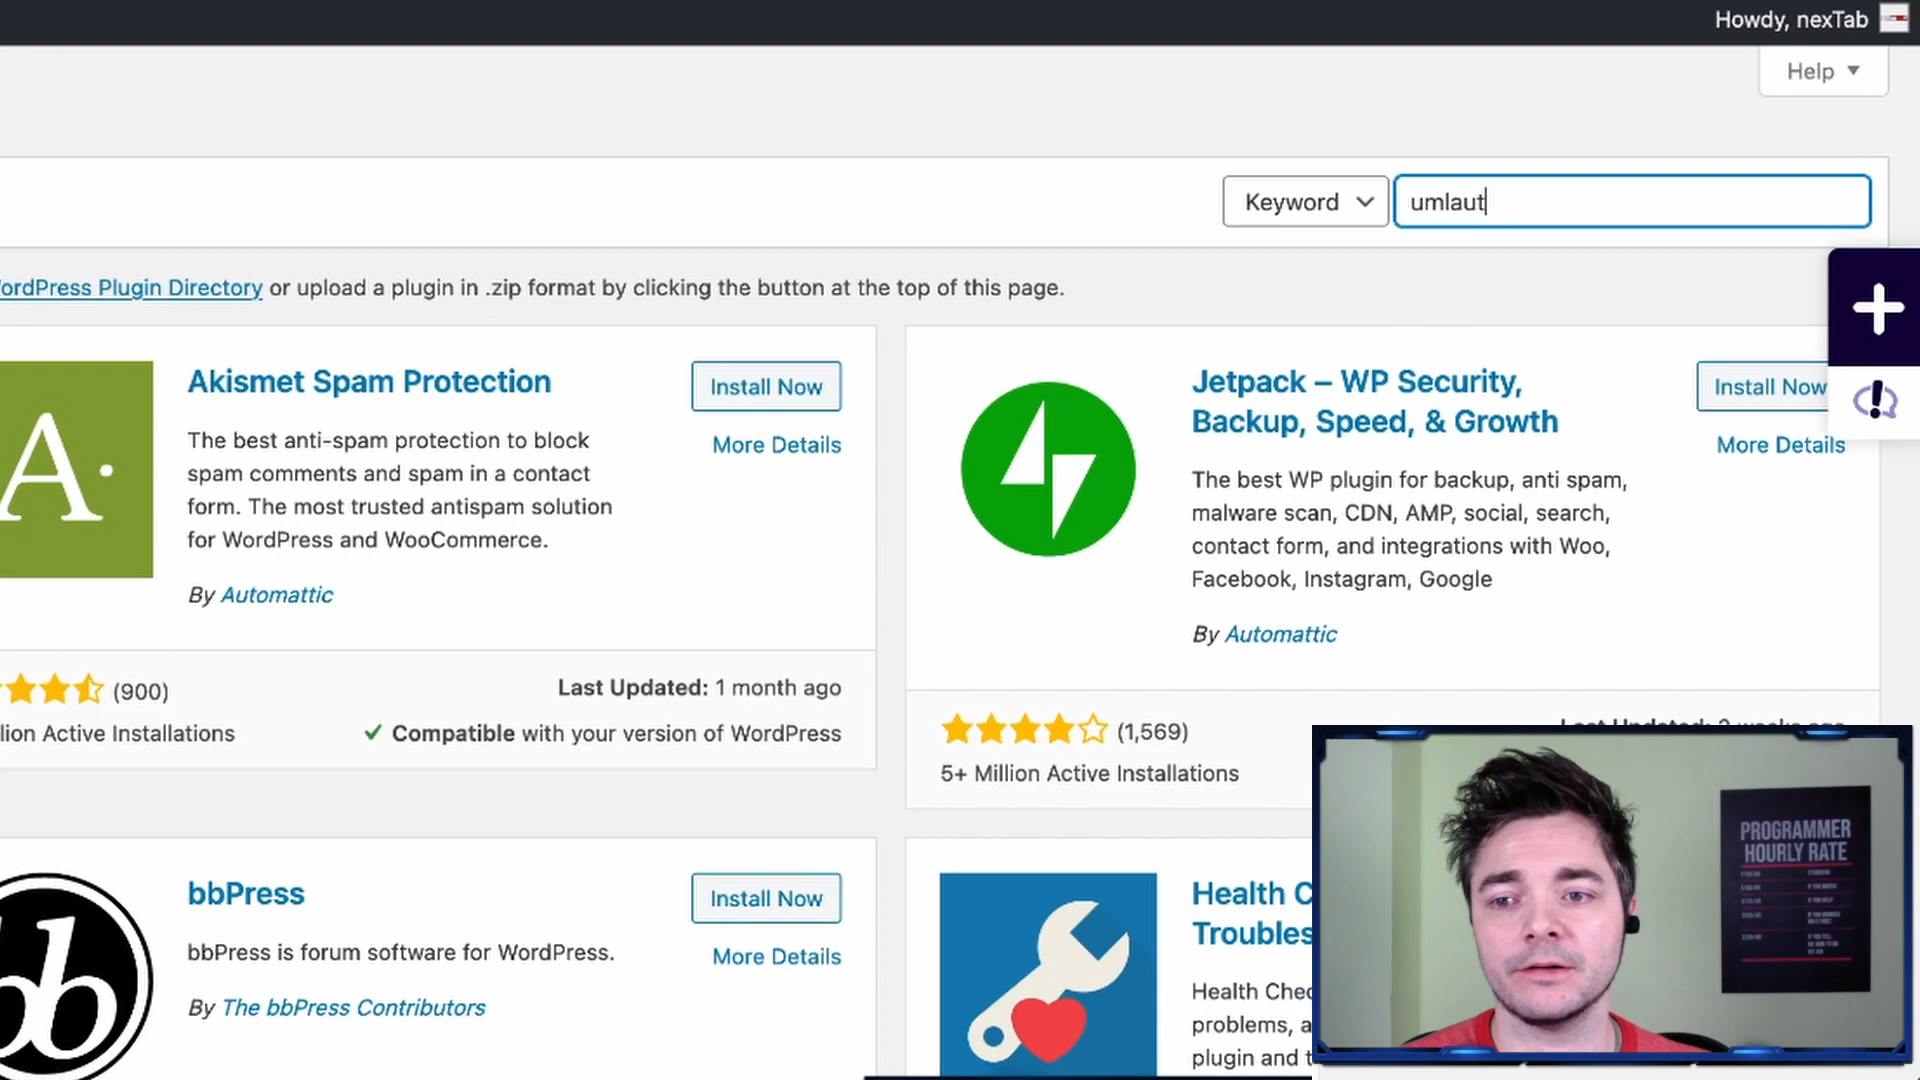 Howdy, nexTab
Help
Keyword
umlaut
WordPress Plugin Directory or upload a plugin in .zip format by clicking the button at the top of this page.
A
Akismet Spam Protection
Install Now
More Details
The best anti-spam protection to block
spam comments and spam in a contact
form. The most trusted antispam solution
for WordPress and WooCommerce.
By Automattic
(900)
Last Updated: 1 month ago
lion Active Installations
Compatible with your version of WordPress
Jetpack – WP Security,
Backup, Speed, & Growth
Install Now
More Details
The best WP plugin for backup, anti spam,
malware scan, CDN, AMP, social, search,
contact form, and integrations with Woo,
Facebook, Instagram, Google
By Automattic
(1,569)
5+ Million Active Installations
bb
bbPress
Install Now
More Details
bbPress is forum software for WordPress.
By The bbPress Contributors
Health C
Troubles
Health Chec
problems, a
plugin and t
PROGRAMMER
HOURLY RATE